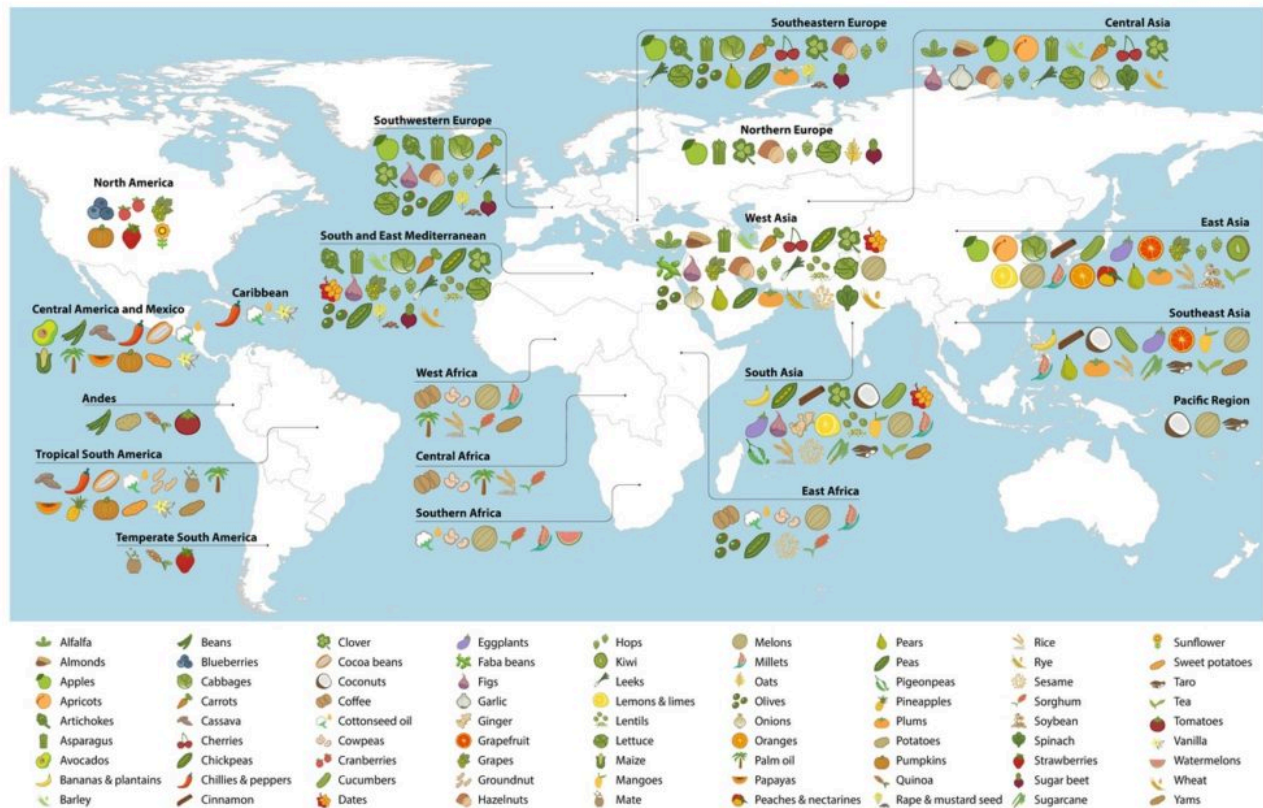 Southeastern Europe
Central Asia
Southwestern Europe
Northern Europe
North America
West Asia
South and East Mediterranean
East Asia
Caribbean
Central America and Mexico
Southeast Asia
West Africa
South Asia
Andes
Pacific Region
Tropical South America
Central Africa
East Africa
Southern Africa
Temperate South America
Alfalfa Beans Clover Eggplants Hops Melons Pears Rice Sunflower
Almonds Blueberries Cocoa beans Faba beans Kiwi Millets Peas Rye Sweet potatoes
Apples Cabbages Coconuts Figs Leeks Oats Pigeonpeas Sesame Taro
Apricots Carrots Coffee Garlic Lemons & limes Olives Pineapples Sorghum Tea
Artichokes Cassava Cottonseed oil Ginger Lentils Onions Plums Soybean Tomatoes
Asparagus Cherries Cowpeas Grapefruit Lettuce Oranges Potatoes Spinach Vanilla
Avocados Chickpeas Cranberries Grapes Maize Palm oil Pumpkins Strawberries Watermelons
Bananas & plantains Chillies & peppers Cucumbers Groundnut Mangoes Papayas Quinoa Sugar beet Wheat
Barley Cinnamon Dates Hazelnuts Mate Peaches & nectarines Rape & mustard seed Sugarcane Yams